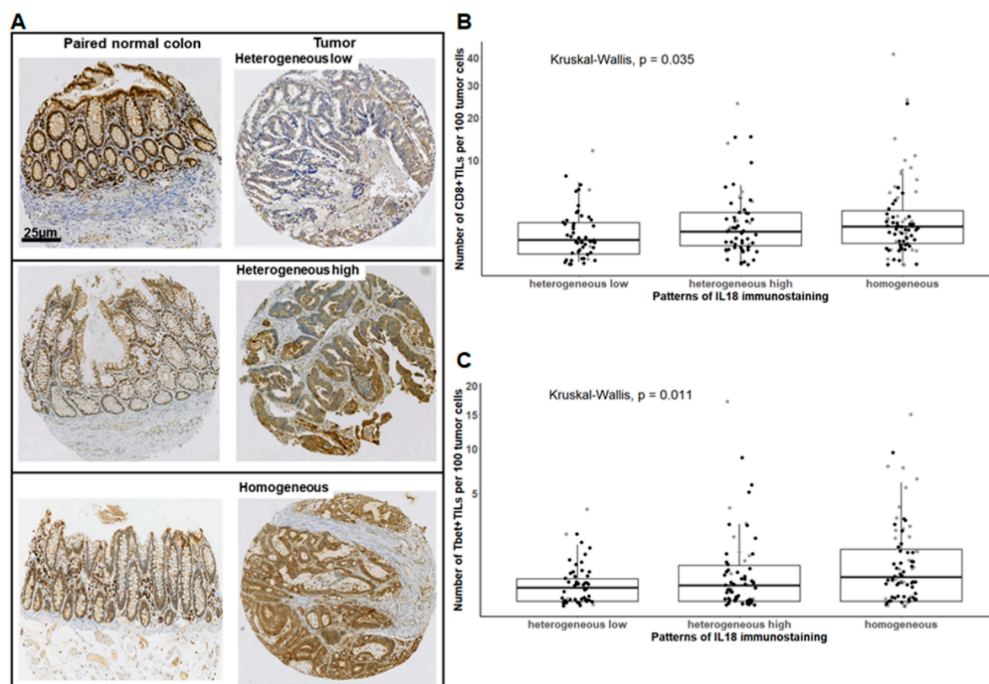 A
Paired normal colon
Tumor
Heterogeneous low
25µm
Heterogeneous high
Homogeneous
B
Kruskal-Wallis, p = 0.035
Number of CD8+TILs per 100 tumor cells
40
30
20
10
heterogeneous low
heterogeneous high
homogeneous
Patterns of IL18 immunostaining
C
Kruskal-Wallis, p = 0.011
Number of Tbet+TILs per 100 tumor cells
20
15
10
5
heterogeneous low
heterogeneous high
homogeneous
Patterns of IL18 immunostaining